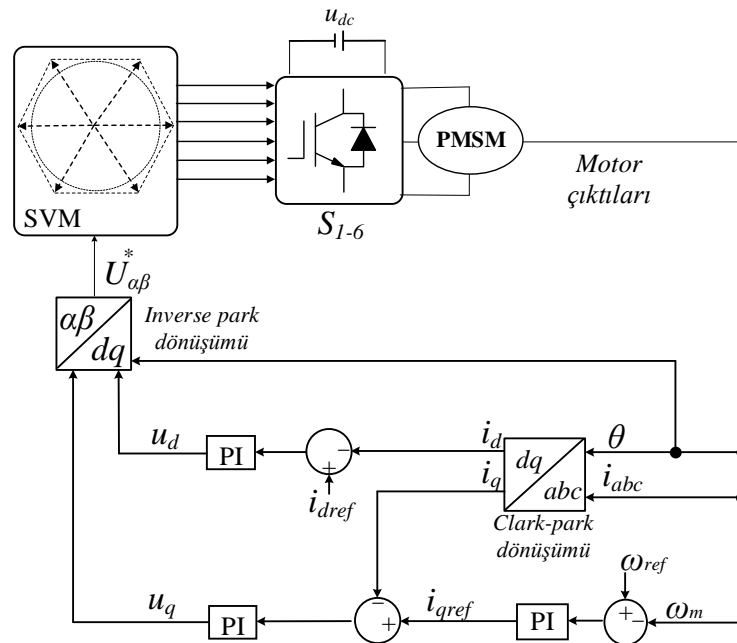 u_dc
SVM
S_1-6
PMSM
Motor
çıktıları
U*_αβ
αβ
dq
Inverse park
dönüşümü
u_d
PI
−
+
i_dref
i_d
i_q
dq
abc
θ
i_abc
Clark-park
dönüşümü
ω_ref
u_q
PI
−
+
i_qref
PI
+
−
ω_m